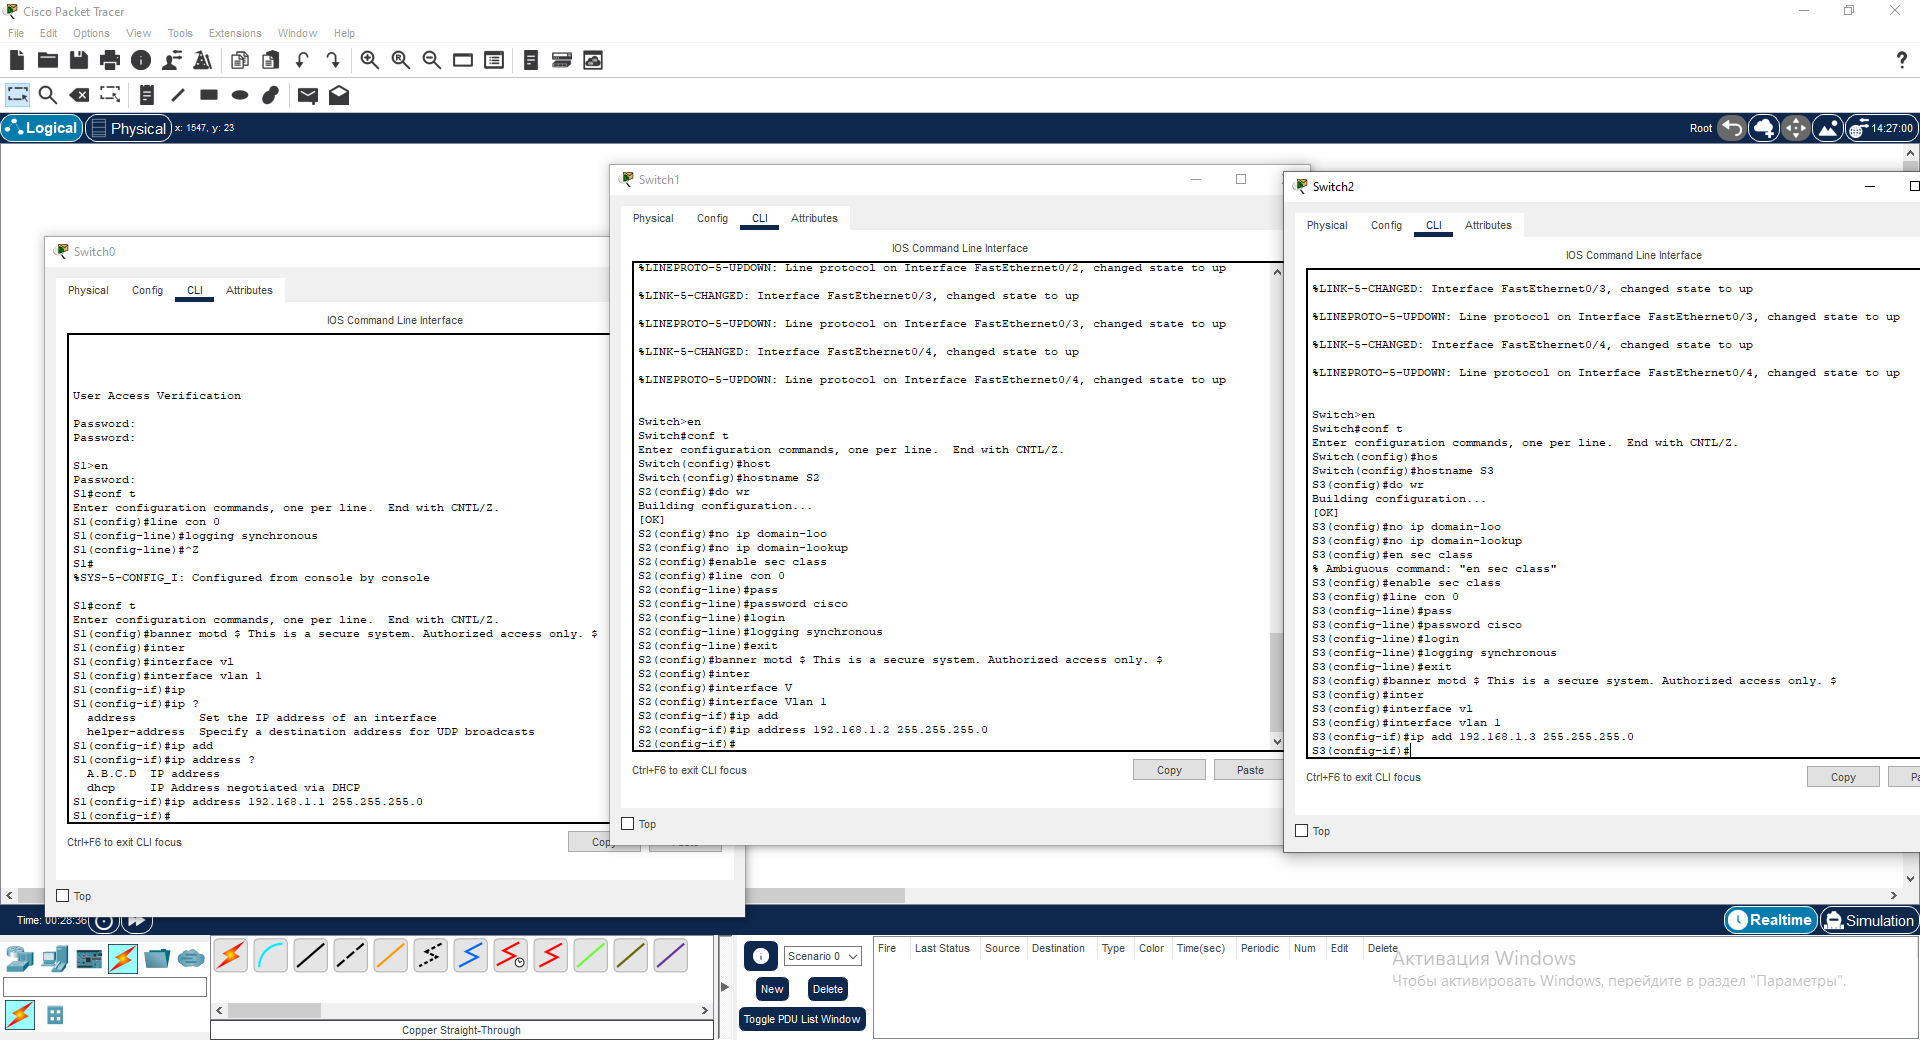 Cisco Packet Tracer
File Edit Options View Tools Extensions Window Help
Logical Physical x: 1547, y: 23
Root 14:27:00
Switch0
Physical Config CLI Attributes
IOS Command Line Interface
User Access Verification
Password:
Password:
S1>en
Password:
S1#conf t
Enter configuration commands, one per line.  End with CNTL/Z.
S1(config)#line con 0
S1(config-line)#logging synchronous
S1(config-line)#^Z
S1#
%SYS-5-CONFIG_I: Configured from console by console
S1#conf t
Enter configuration commands, one per line.  End with CNTL/Z.
S1(config)#banner motd $ This is a secure system. Authorized access only. $
S1(config)#inter
S1(config)#interface vl
S1(config)#interface vlan 1
S1(config-if)#ip
S1(config-if)#ip ?
address         Set the IP address of an interface
helper-address  Specify a destination address for UDP broadcasts
S1(config-if)#ip add
S1(config-if)#ip address ?
A.B.C.D  IP address
dhcp     IP Address negotiated via DHCP
S1(config-if)#ip address 192.168.1.1 255.255.255.0
S1(config-if)#
Ctrl+F6 to exit CLI focus
Copy
Top
Switch1
Physical Config CLI Attributes
IOS Command Line Interface
%LINEPROTO-5-UPDOWN: Line protocol on Interface FastEthernet0/2, changed state to up
%LINK-5-CHANGED: Interface FastEthernet0/3, changed state to up
%LINEPROTO-5-UPDOWN: Line protocol on Interface FastEthernet0/3, changed state to up
%LINK-5-CHANGED: Interface FastEthernet0/4, changed state to up
%LINEPROTO-5-UPDOWN: Line protocol on Interface FastEthernet0/4, changed state to up
Switch>en
Switch#conf t
Enter configuration commands, one per line.  End with CNTL/Z.
Switch(config)#host
Switch(config)#hostname S2
S2(config)#do wr
Building configuration...
[OK]
S2(config)#no ip domain-loo
S2(config)#no ip domain-lookup
S2(config)#enable sec class
S2(config)#line con 0
S2(config-line)#pass
S2(config-line)#password cisco
S2(config-line)#login
S2(config-line)#logging synchronous
S2(config-line)#exit
S2(config)#banner motd $ This is a secure system. Authorized access only. $
S2(config)#inter
S2(config)#interface V
S2(config)#interface Vlan 1
S2(config-if)#ip add
S2(config-if)#ip address 192.168.1.2 255.255.255.0
S2(config-if)#
Ctrl+F6 to exit CLI focus
Copy Paste
Top
Switch2
Physical Config CLI Attributes
IOS Command Line Interface
%LINK-5-CHANGED: Interface FastEthernet0/3, changed state to up
%LINEPROTO-5-UPDOWN: Line protocol on Interface FastEthernet0/3, changed state to up
%LINK-5-CHANGED: Interface FastEthernet0/4, changed state to up
%LINEPROTO-5-UPDOWN: Line protocol on Interface FastEthernet0/4, changed state to up
Switch>en
Switch#conf t
Enter configuration commands, one per line.  End with CNTL/Z.
Switch(config)#hos
Switch(config)#hostname S3
S3(config)#do wr
Building configuration...
[OK]
S3(config)#no ip domain-loo
S3(config)#no ip domain-lookup
S3(config)#en sec class
% Ambiguous command: "en sec class"
S3(config)#enable sec class
S3(config)#line con 0
S3(config-line)#pass
S3(config-line)#password cisco
S3(config-line)#login
S3(config-line)#logging synchronous
S3(config-line)#exit
S3(config)#banner motd $ This is a secure system. Authorized access only. $
S3(config)#inter
S3(config)#interface vl
S3(config)#interface vlan 1
S3(config-if)#ip add 192.168.1.3 255.255.255.0
S3(config-if)#
Ctrl+F6 to exit CLI focus
Copy Pa
Top
Time: 00:28:36
Realtime Simulation
Scenario 0
New Delete
Toggle PDU List Window
Fire Last Status Source Destination Type Color Time(sec) Periodic Num Edit Delete
Copper Straight-Through
Активация Windows
Чтобы активировать Windows, перейдите в раздел "Параметры".